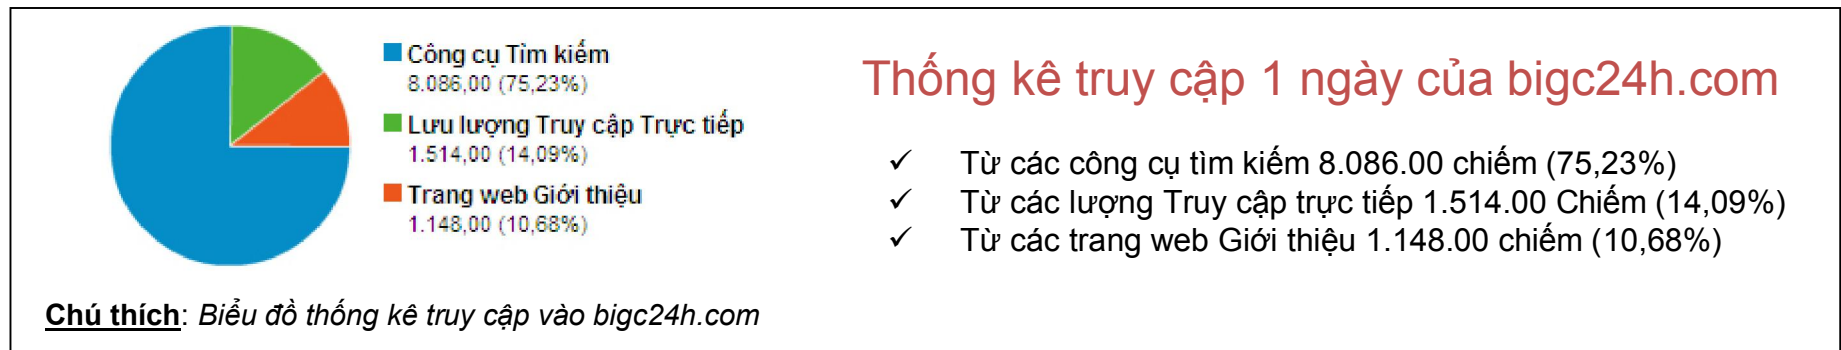 Công cụ Tìm kiếm
8.086,00 (75,23%)
Lưu lượng Truy cập Trực tiếp
1.514,00 (14,09%)
Trang web Giới thiệu
1.148,00 (10,68%)
Thống kê truy cập 1 ngày của bigc24h.com
✓ Từ các công cụ tìm kiếm 8.086.00 chiếm (75,23%)
✓ Từ các lượng Truy cập trực tiếp 1.514.00 Chiếm (14,09%)
✓ Từ các trang web Giới thiệu 1.148.00 chiếm (10,68%)
Chú thích: Biểu đồ thống kê truy cập vào bigc24h.com